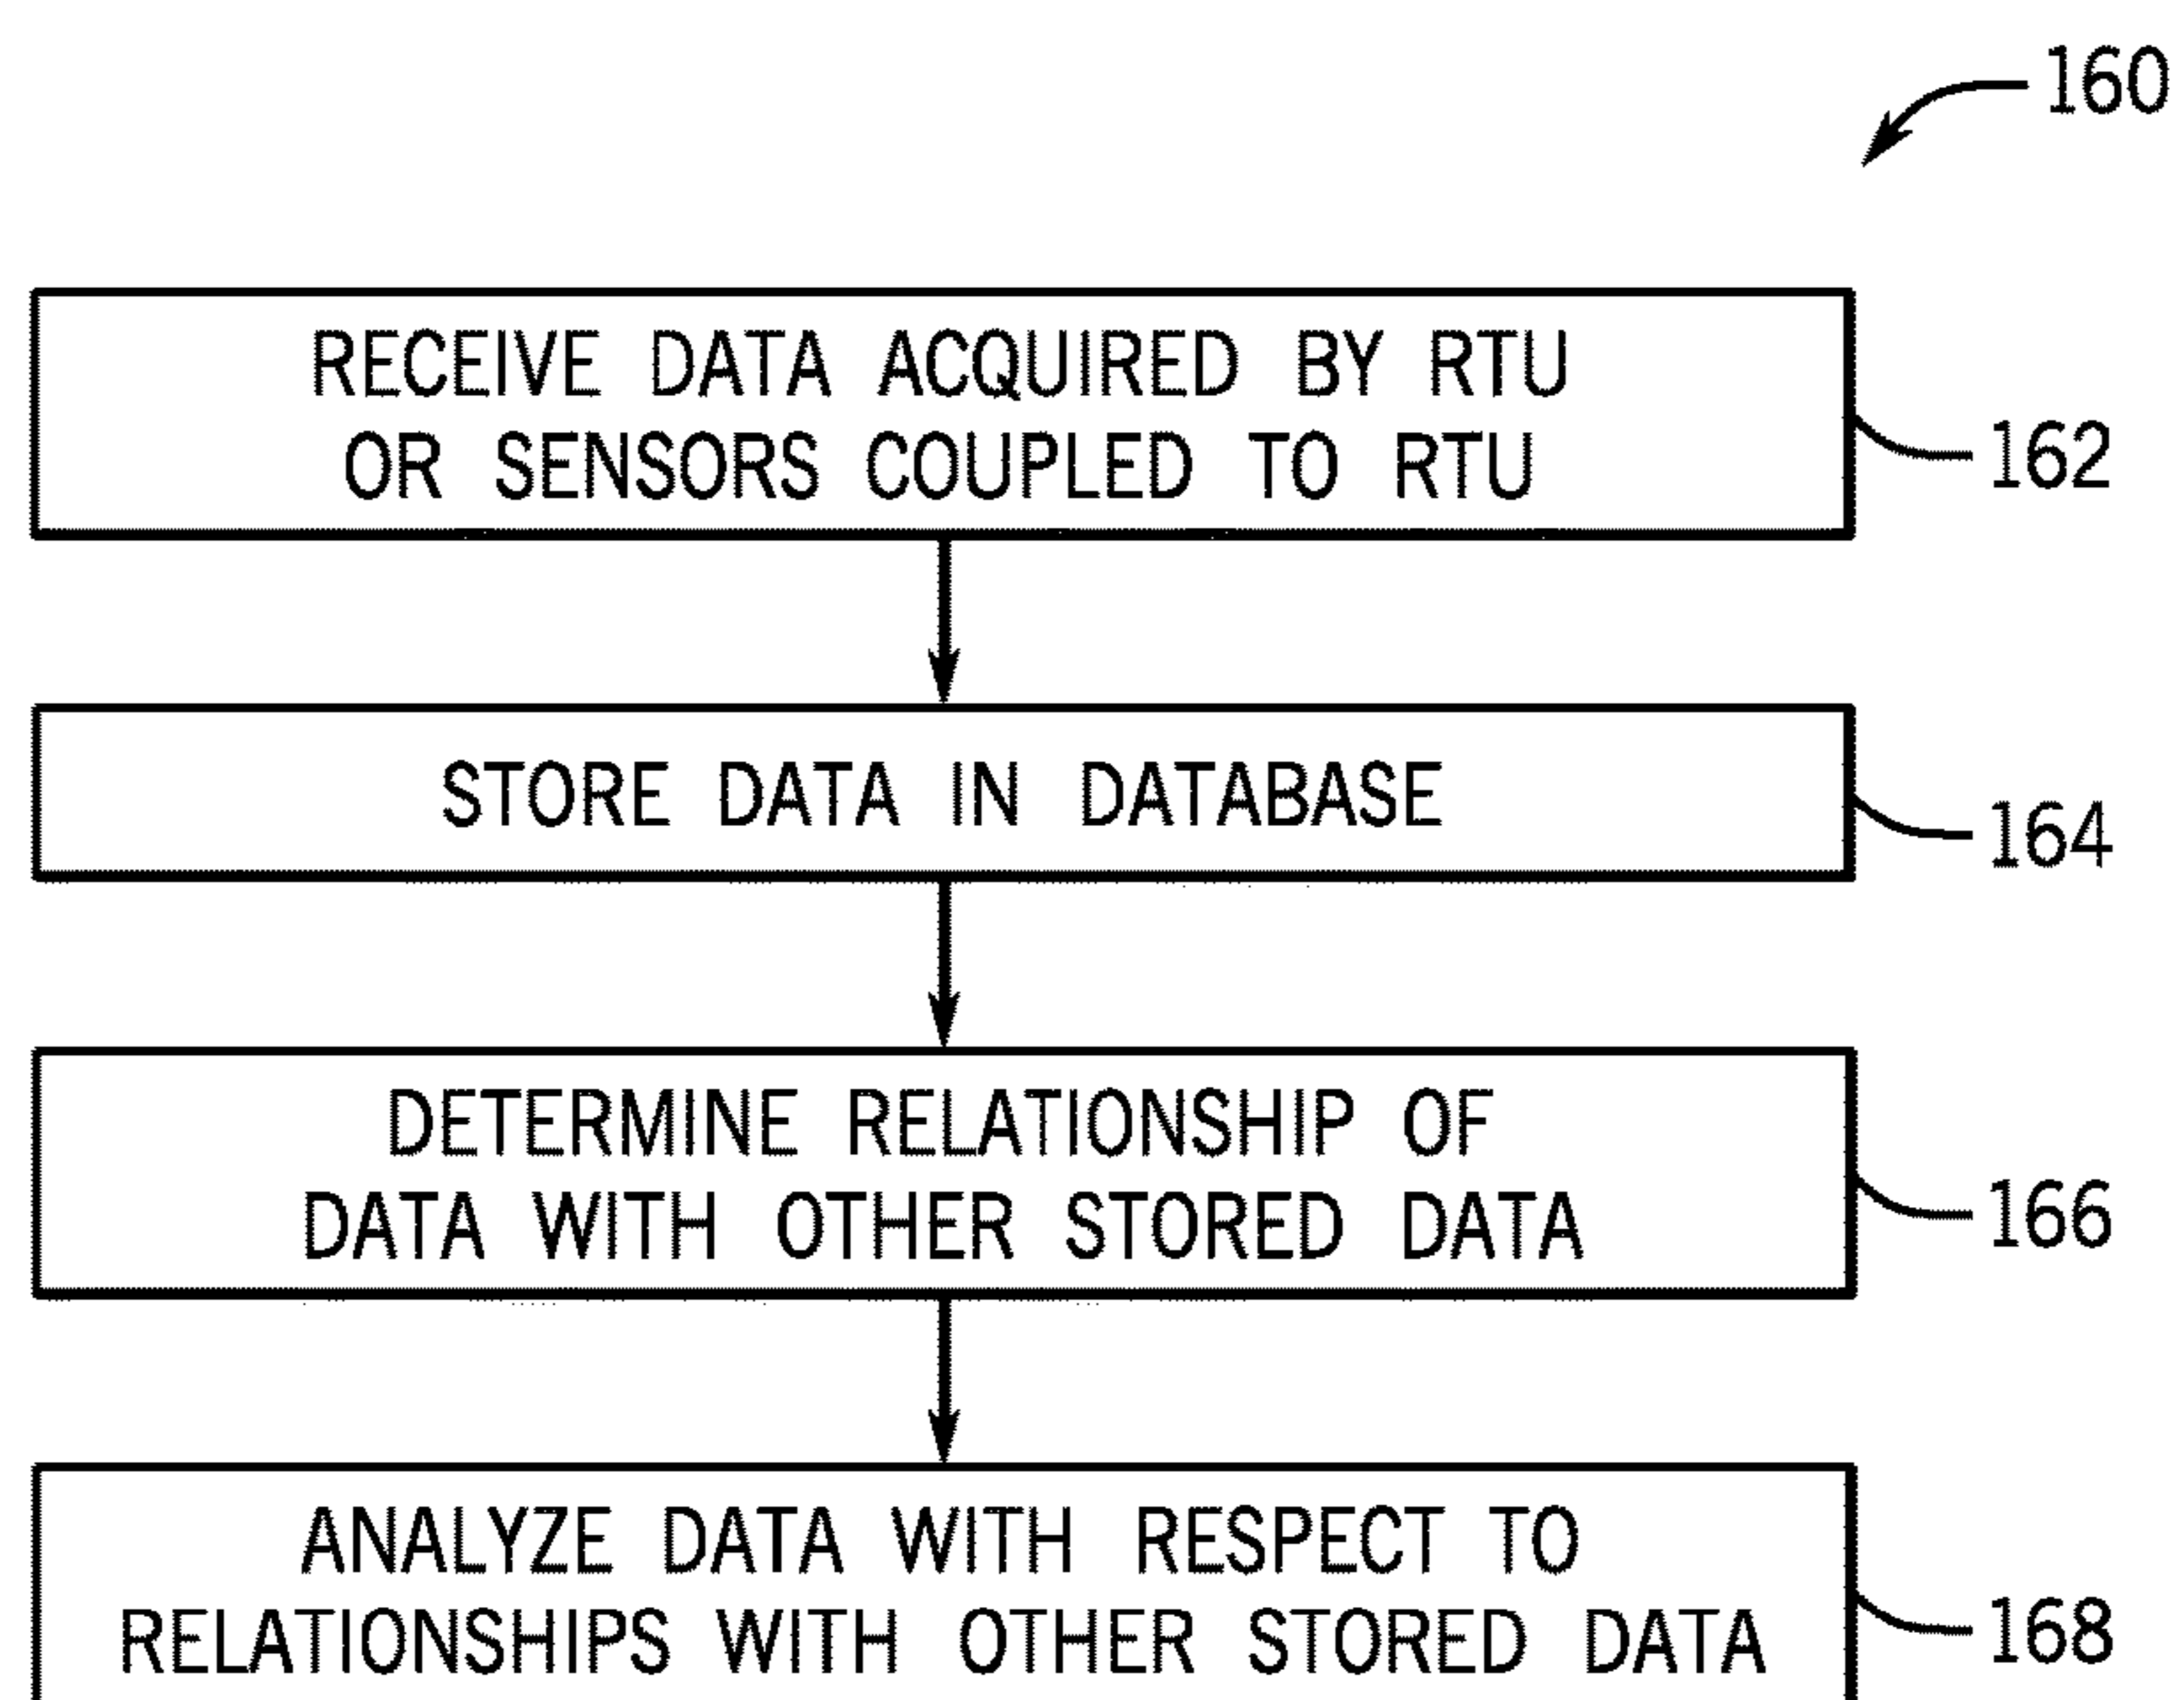 160
RECEIVE DATA ACQUIRED BY RTU
OR SENSORS COUPLED TO RTU
162
STORE DATA IN DATABASE
164
DETERMINE RELATIONSHIP OF
DATA WITH OTHER STORED DATA
166
ANALYZE DATA WITH RESPECT TO
RELATIONSHIPS WITH OTHER STORED DATA
168